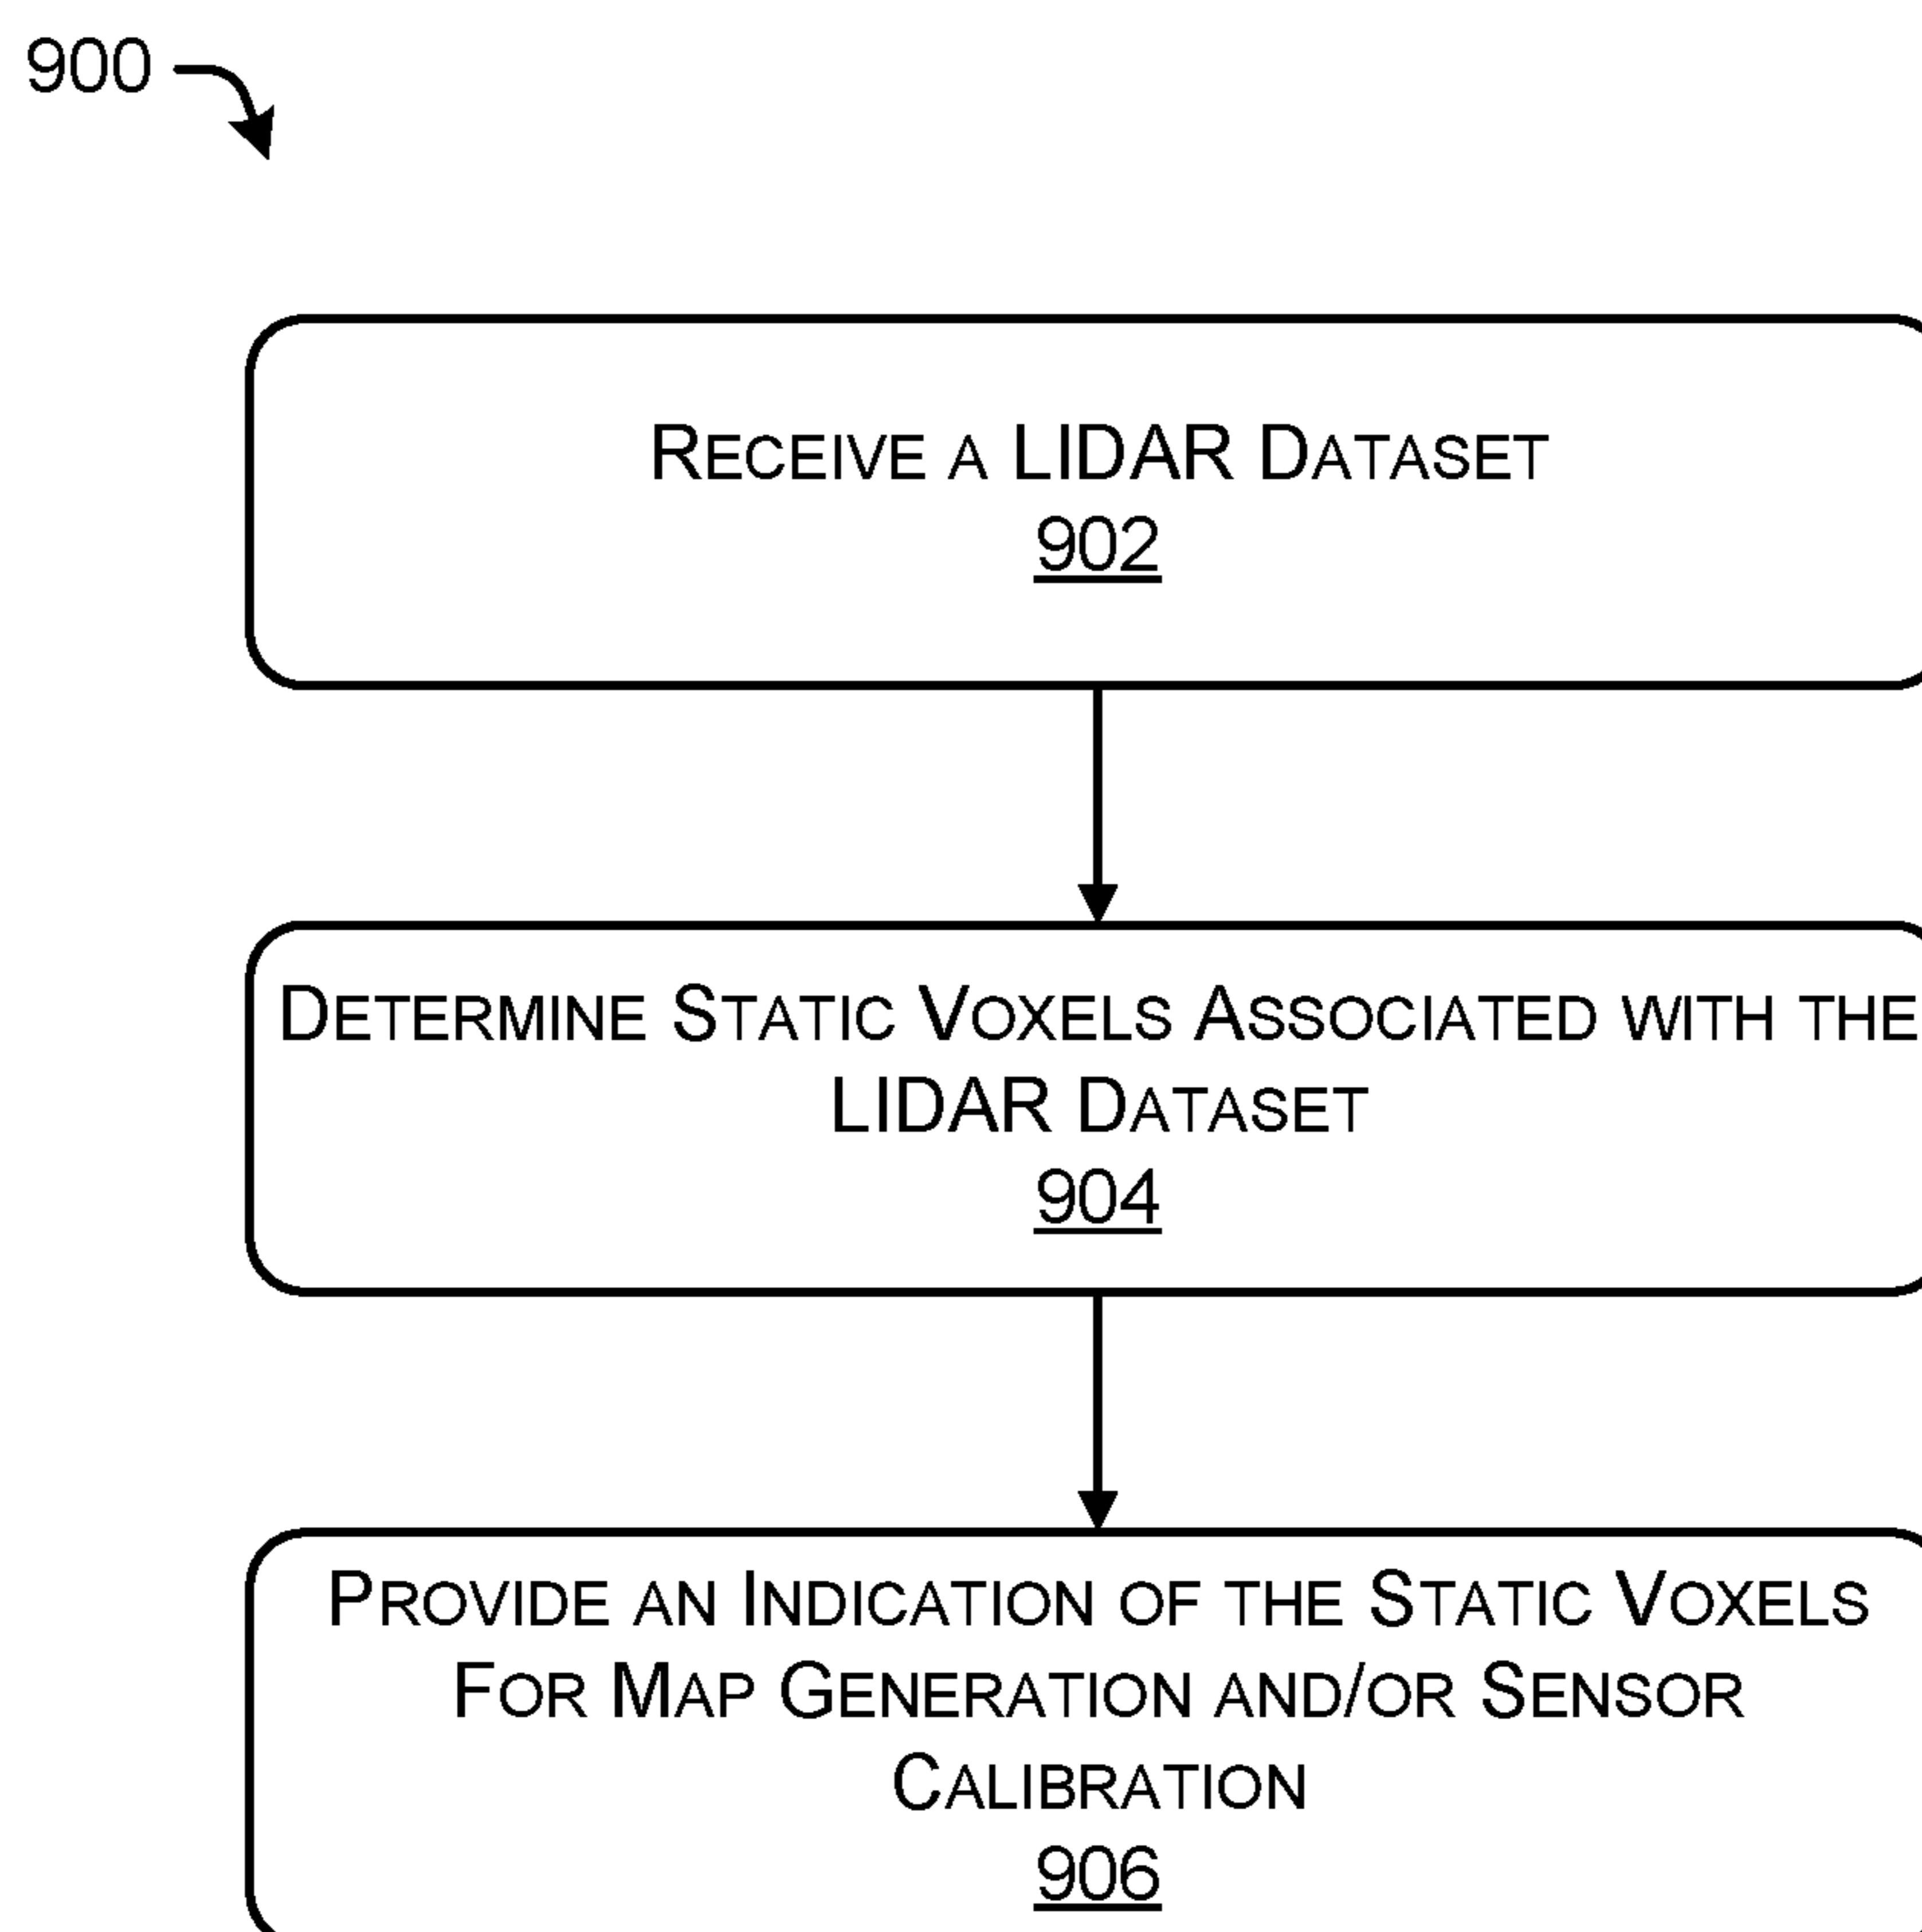 900
RECEIVE A LIDAR DATASET
902
DETERMINE STATIC VOXELS ASSOCIATED WITH THE
LIDAR DATASET
904
PROVIDE AN INDICATION OF THE STATIC VOXELS
FOR MAP GENERATION AND/OR SENSOR
CALIBRATION
906